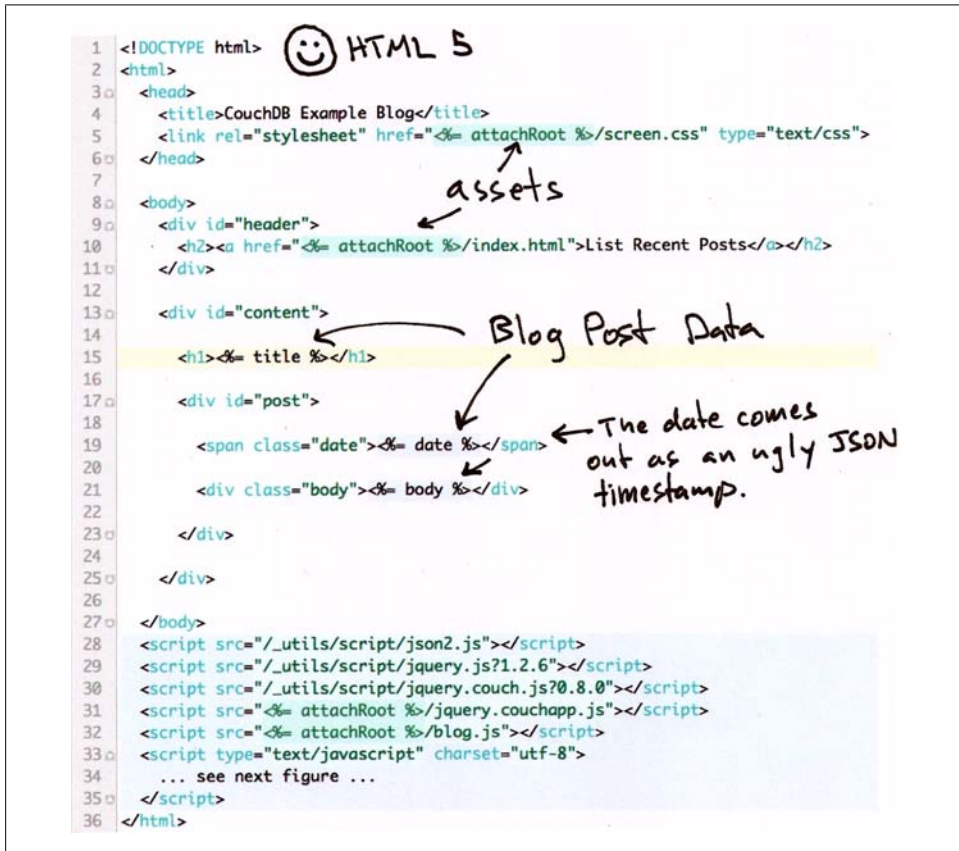 1 <!DOCTYPE html> HTML 5
2 <html>
3 <head>
4 <title>CouchDB Example Blog</title>
5 <link rel="stylesheet" href="<%= attachRoot %>/screen.css" type="text/css">
6 </head>
7
assets
8 <body>
9 <div id="header">
10 <h2><a href="<%= attachRoot %>/index.html">List Recent Posts</a></h2>
11 </div>
12
13 <div id="content">
14
Blog Post Data
15 <h1><%= title %></h1>
16
17 <div id="post">
18
19 <span class="date"><%= date %></span>
The date comes
out as an ugly JSON
timestamp.
20
21 <div class="body"><%= body %></div>
22
23 </div>
24
25 </div>
26
27 </body>
28 <script src="/_utils/script/json2.js"></script>
29 <script src="/_utils/script/jquery.js?1.2.6"></script>
30 <script src="/_utils/script/jquery.couch.js?0.8.0"></script>
31 <script src="<%= attachRoot %>/jquery.couchapp.js"></script>
32 <script src="<%= attachRoot %>/blog.js"></script>
33 <script type="text/javascript" charset="utf-8">
34 ... see next figure ...
35 </script>
36 </html>